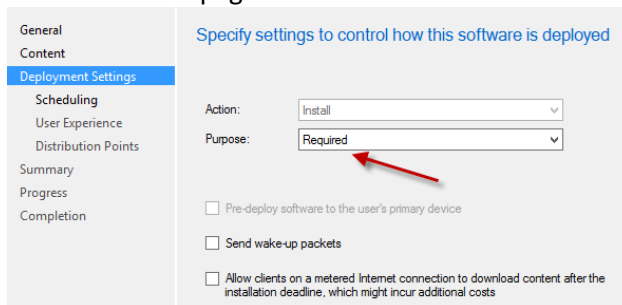 General
Content
Deployment Settings
Scheduling
User Experience
Distribution Points
Summary
Progress
Completion
Specify settings to control how this software is deployed
Action: Install
Purpose: Required
Pre-deploy software to the user's primary device
Send wake-up packets
Allow clients on a metered Internet connection to download content after the
installation deadline, which might incur additional costs